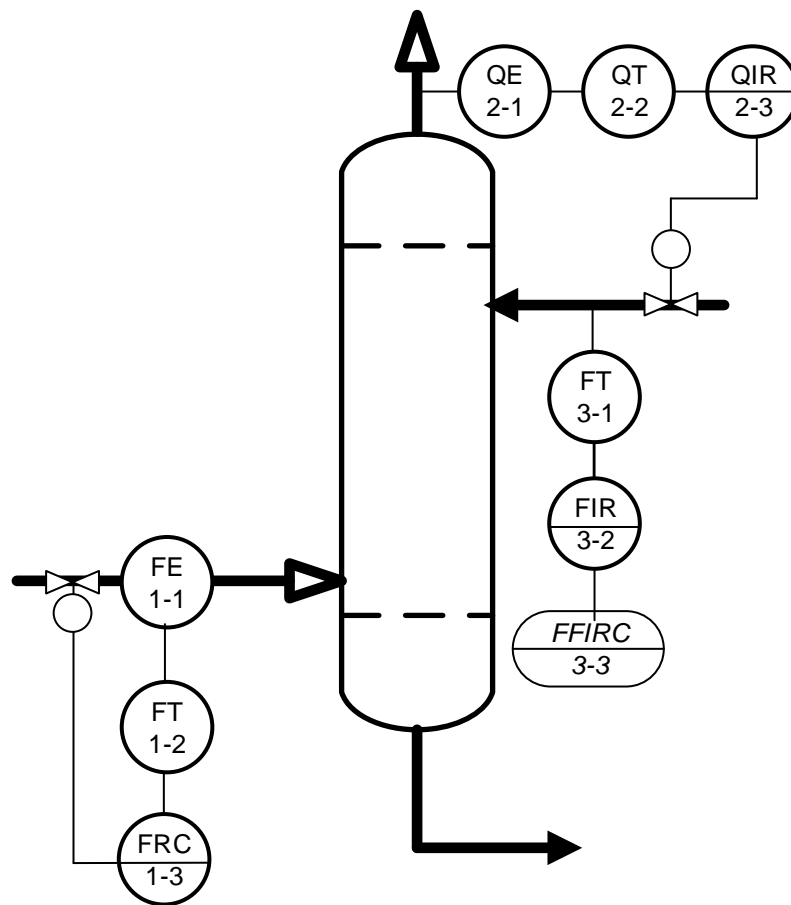 QE
2-1
QT
2-2
QIR
2-3
FT
3-1
FIR
3-2
FFIRC
3-3
FE
1-1
FT
1-2
FRC
1-3